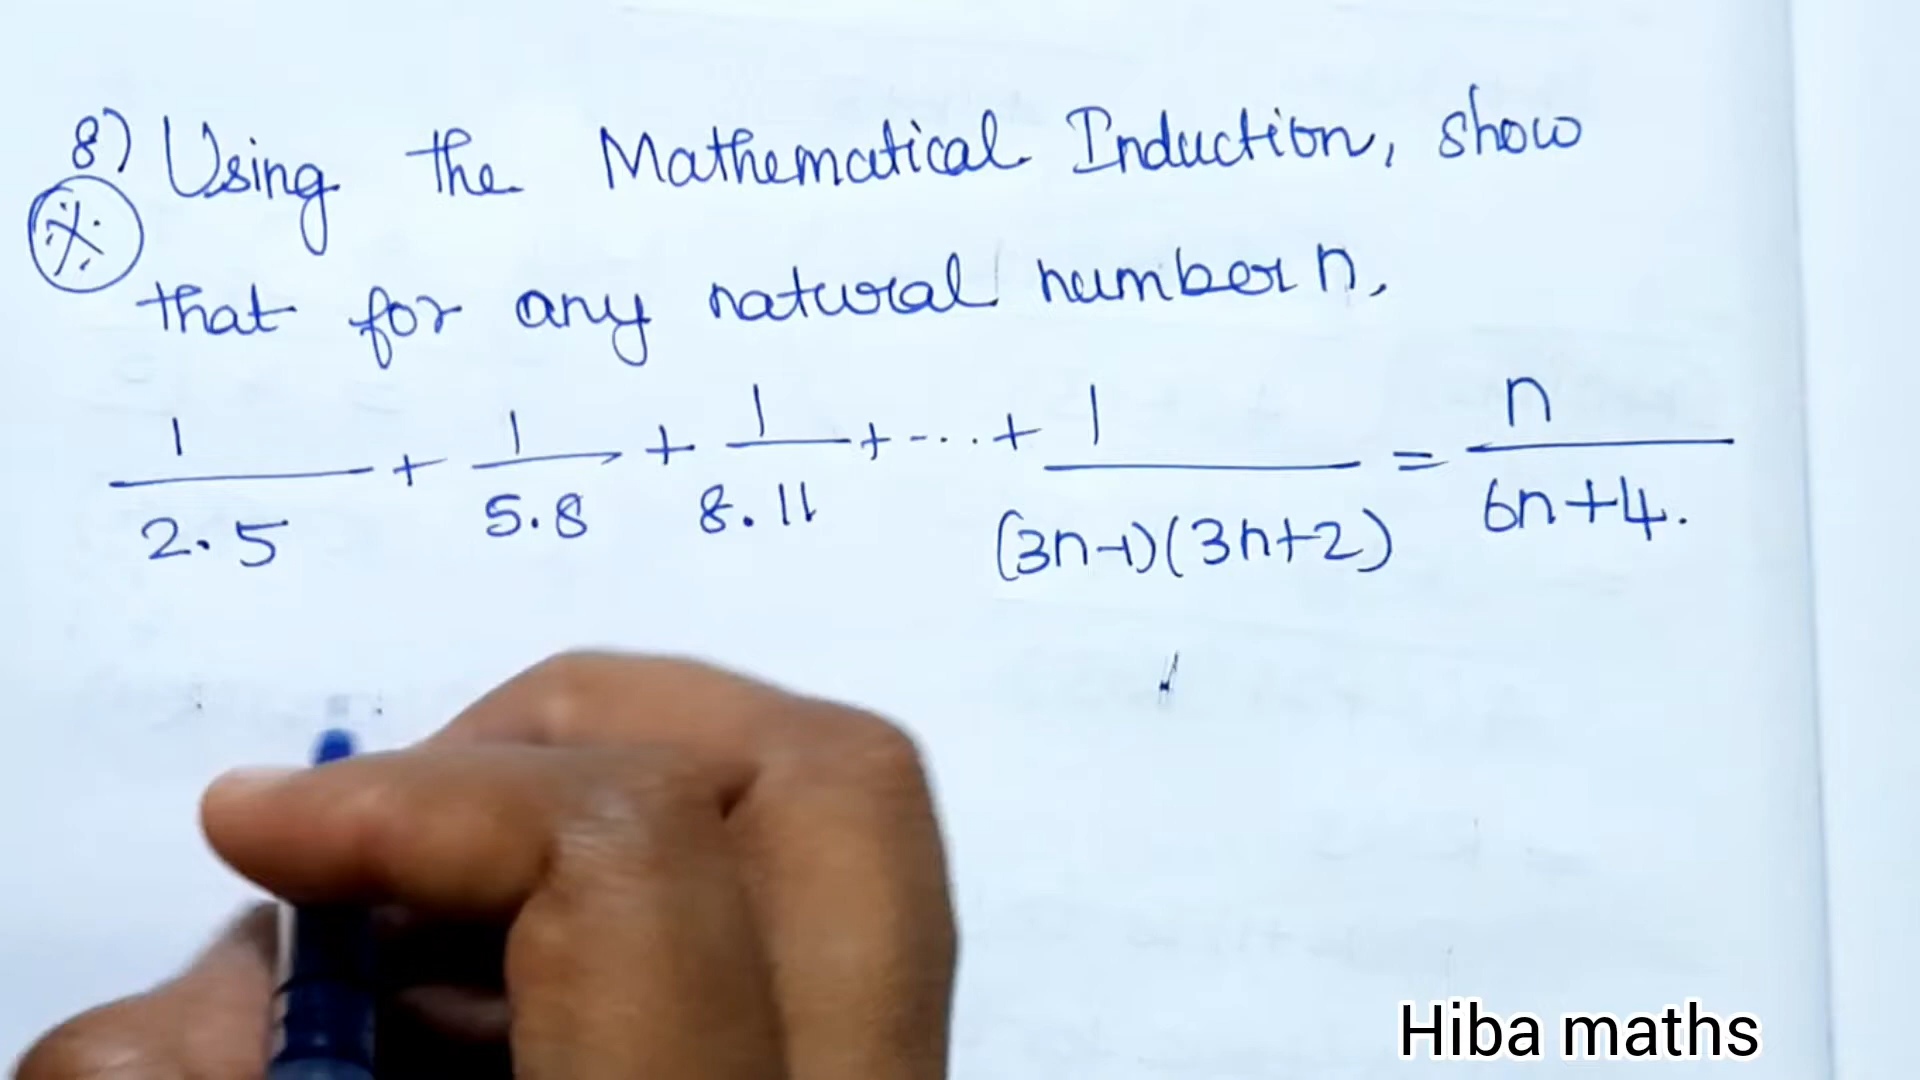 8) Using the Mathematical Induction, show
that for any natural number n,
1/2.5 + 1/5.8 + 1/8.11 + -... + 1/(3n-1)(3n+2) = n/6n+4.
Hiba maths